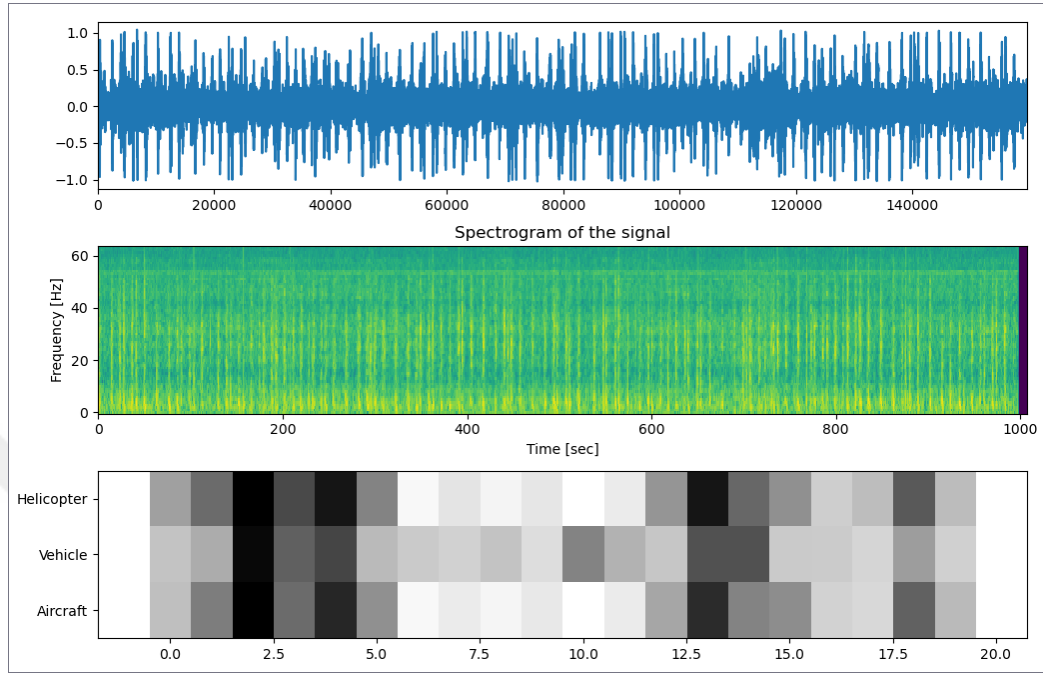 1.0
0.5
0.0
−0.5
−1.0
0 20000 40000 60000 80000 100000 120000 140000
Spectrogram of the signal
60
40
20
0
Frequency [Hz]
0 200 400 600 800 1000
Time [sec]
Helicopter
Vehicle
Aircraft
0.0 2.5 5.0 7.5 10.0 12.5 15.0 17.5 20.0